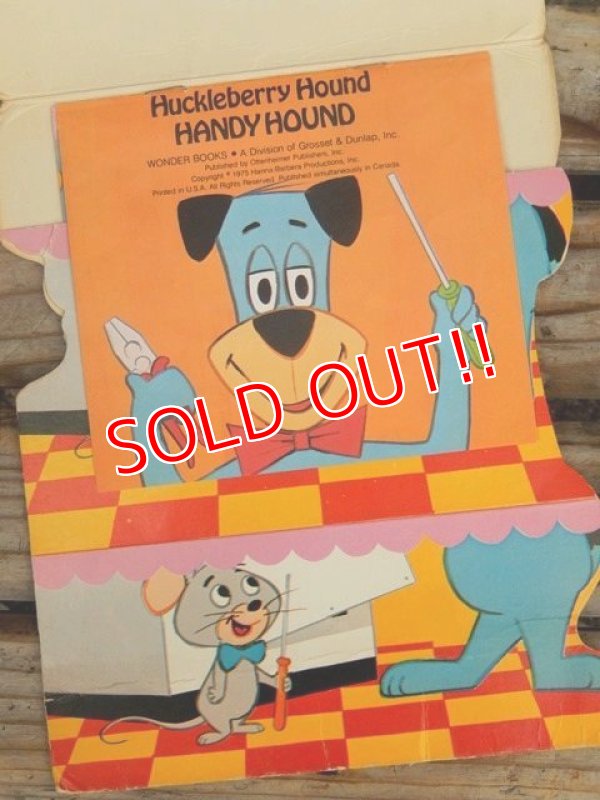 Huckleberry Hound
HANDY HOUND
WONDER BOOKS • A Division of Grosset & Dunlap, Inc.
Published by Ottenheimer Publishers, Inc.
Copyright © 1975 Hanna-Barbera Productions, Inc.
Printed in U.S.A. All Rights Reserved. Published simultaneously in Canada.
SOLD OUT!!